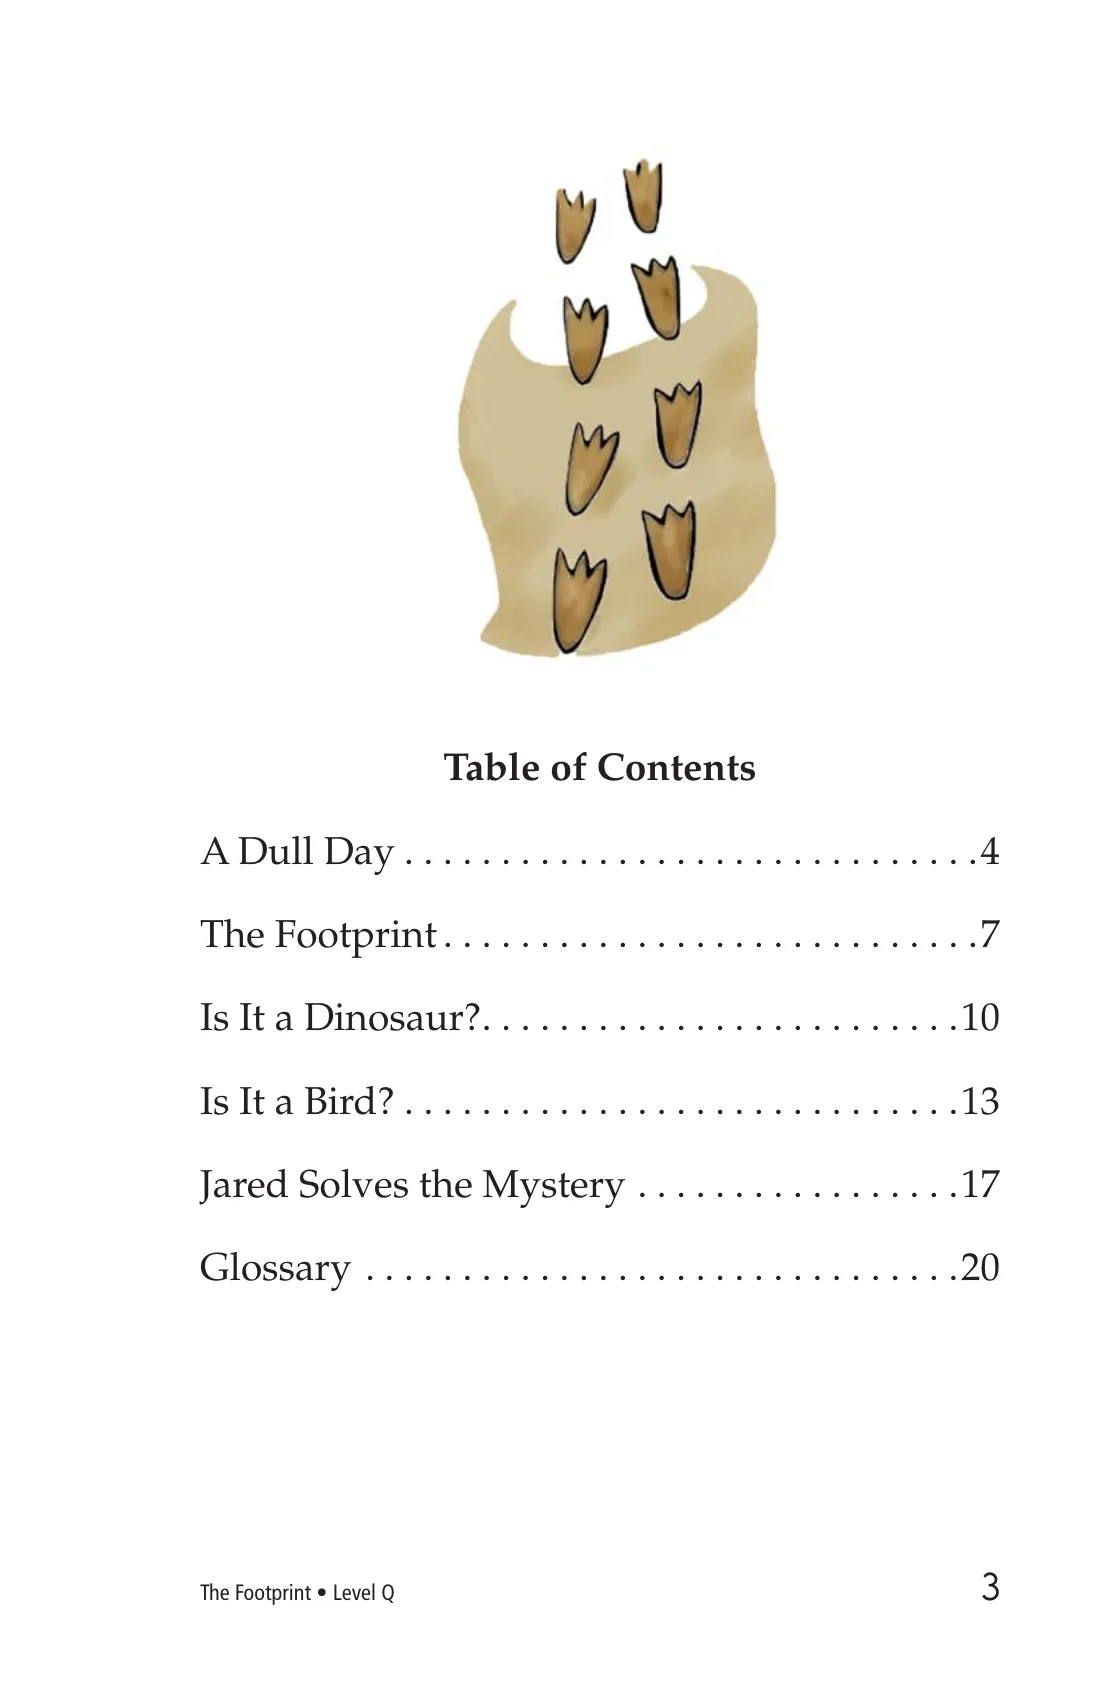 Table of Contents
A Dull Day . . . . . . . . . . . . . . . . . . . . . . . . . . . . . .4
The Footprint . . . . . . . . . . . . . . . . . . . . . . . . . . . .7
Is It a Dinosaur?. . . . . . . . . . . . . . . . . . . . . . . . .10
Is It a Bird? . . . . . . . . . . . . . . . . . . . . . . . . . . . . .13
Jared Solves the Mystery . . . . . . . . . . . . . . . . .17
Glossary . . . . . . . . . . . . . . . . . . . . . . . . . . . . . . .20
The Footprint • Level Q 3